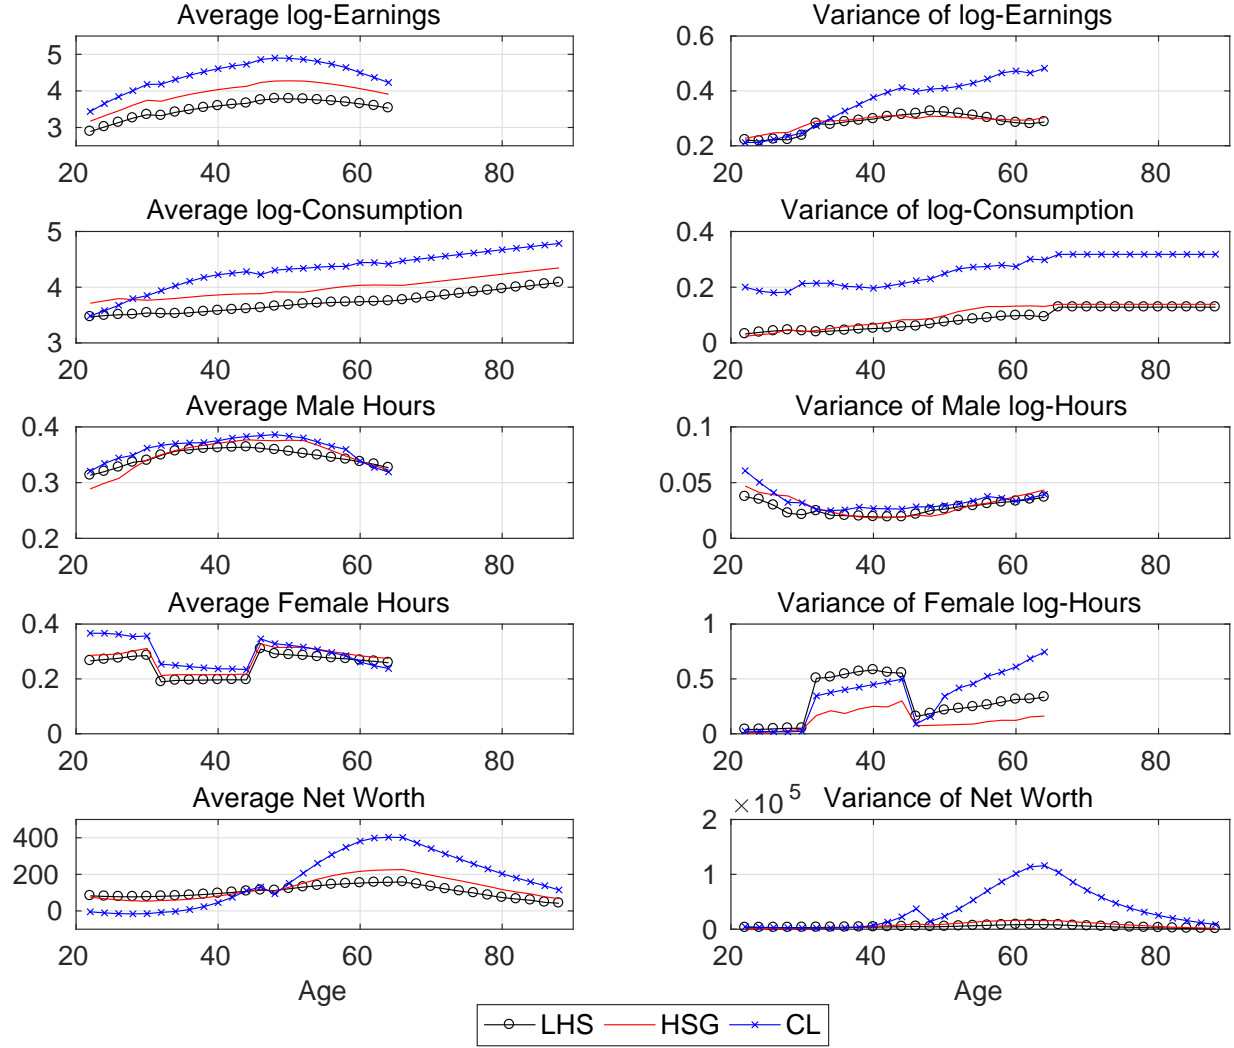 Average log-Earnings
5
4
3
20 40 60 80
Variance of log-Earnings
0.6
0.4
0.2
20 40 60 80
Average log-Consumption
5
4
3
20 40 60 80
Variance of log-Consumption
0.4
0.2
0
20 40 60 80
Average Male Hours
0.4
0.3
0.2
20 40 60 80
Variance of Male log-Hours
0.1
0.05
0
20 40 60 80
Average Female Hours
0.4
0.2
0
20 40 60 80
Variance of Female log-Hours
1
0.5
0
20 40 60 80
Average Net Worth
400
200
0
20 40 60 80
Age
×10 5 Variance of Net Worth
2
1
0
20 40 60 80
Age
LHS HSG CL